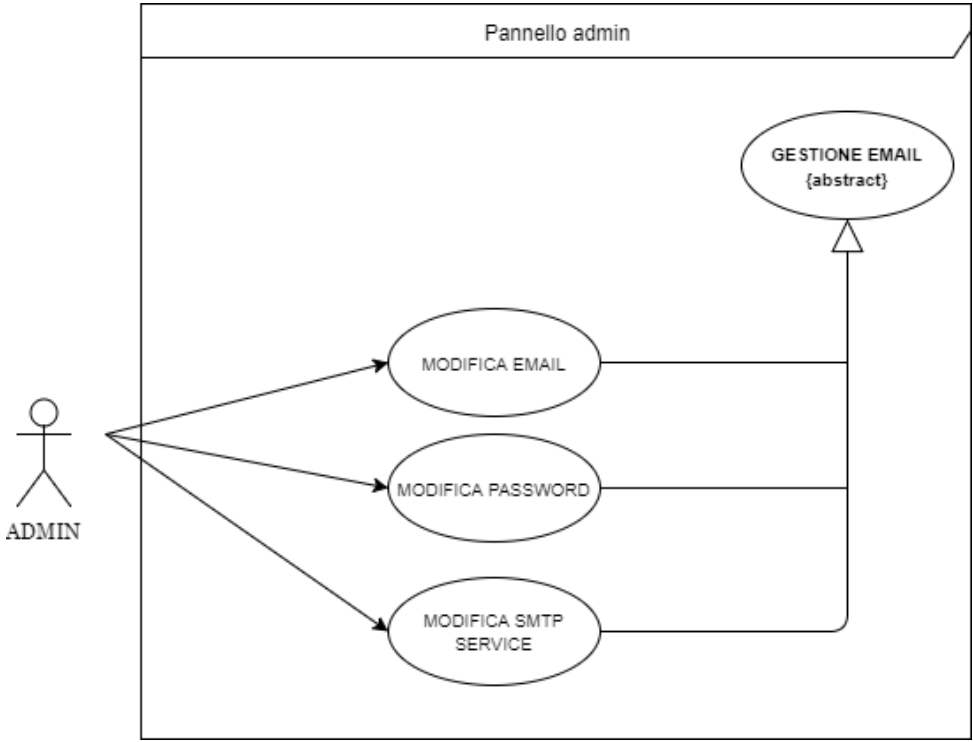 Pannello admin
GESTIONE EMAIL
{abstract}
MODIFICA EMAIL
MODIFICA PASSWORD
ADMIN
MODIFICA SMTP
SERVICE